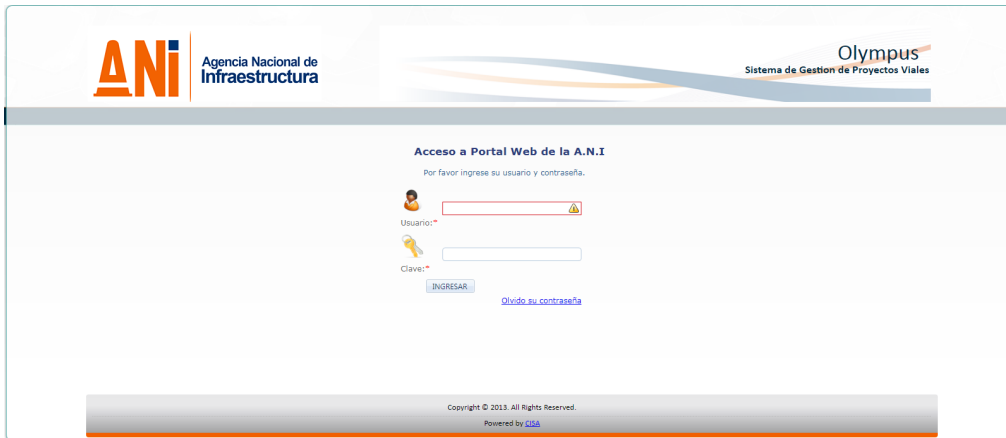 ANi
Agencia Nacional de
Infraestructura
Olympus
Sistema de Gestion de Proyectos Viales
Acceso a Portal Web de la A.N.I
Por favor ingrese su usuario y contraseña.
Usuario:*
Clave:*
INGRESAR
Olvido su contraseña
Copyright © 2013. All Rights Reserved.
Powered by CISA